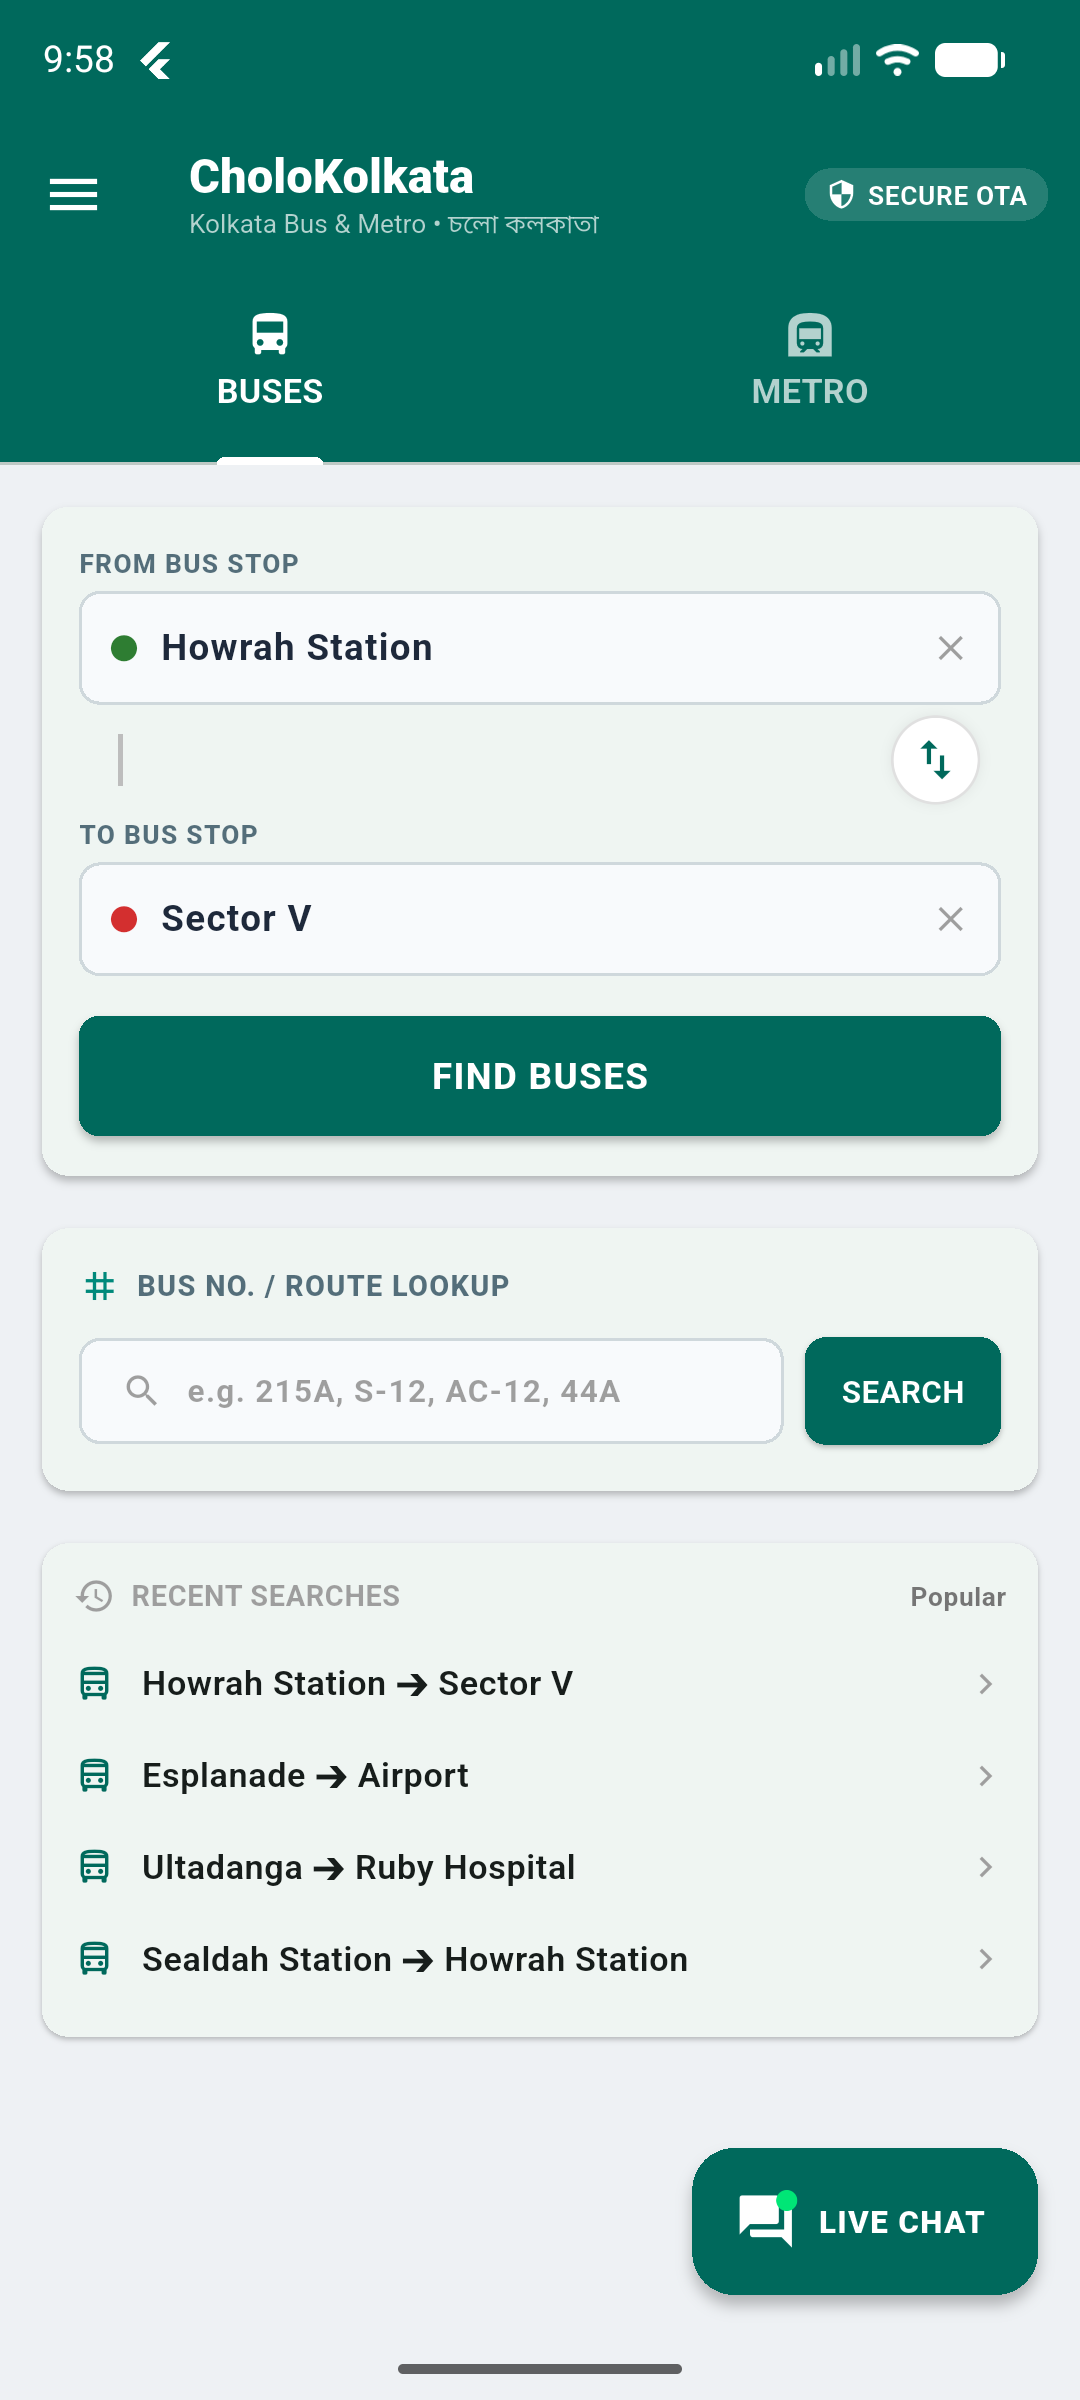 9:58
CholoKolkata
Kolkata Bus & Metro • চলো কলকাতা
SECURE OTA
BUSES
METRO
FROM BUS STOP
Howrah Station
TO BUS STOP
Sector V
FIND BUSES
BUS NO. / ROUTE LOOKUP
e.g. 215A, S-12, AC-12, 44A
SEARCH
RECENT SEARCHES
Popular
Howrah Station ➔ Sector V
Esplanade ➔ Airport
Ultadanga ➔ Ruby Hospital
Sealdah Station ➔ Howrah Station
LIVE CHAT